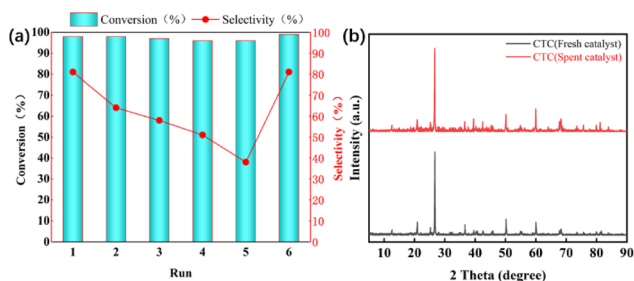 Conversion（%） Selectivity（%）
(a)
100 100
90 90
80 80
70 70
60 60
50 50
40 40
30 30
20 20
10 10
0 0
Conversion（%）
Selectivity（%）
1 2 3 4 5 6
Run
(b)
CTC(Fresh catalyst)
CTC(Spent catalyst)
Intensity (a.u.)
10 20 30 40 50 60 70 80 90
2 Theta (degree)